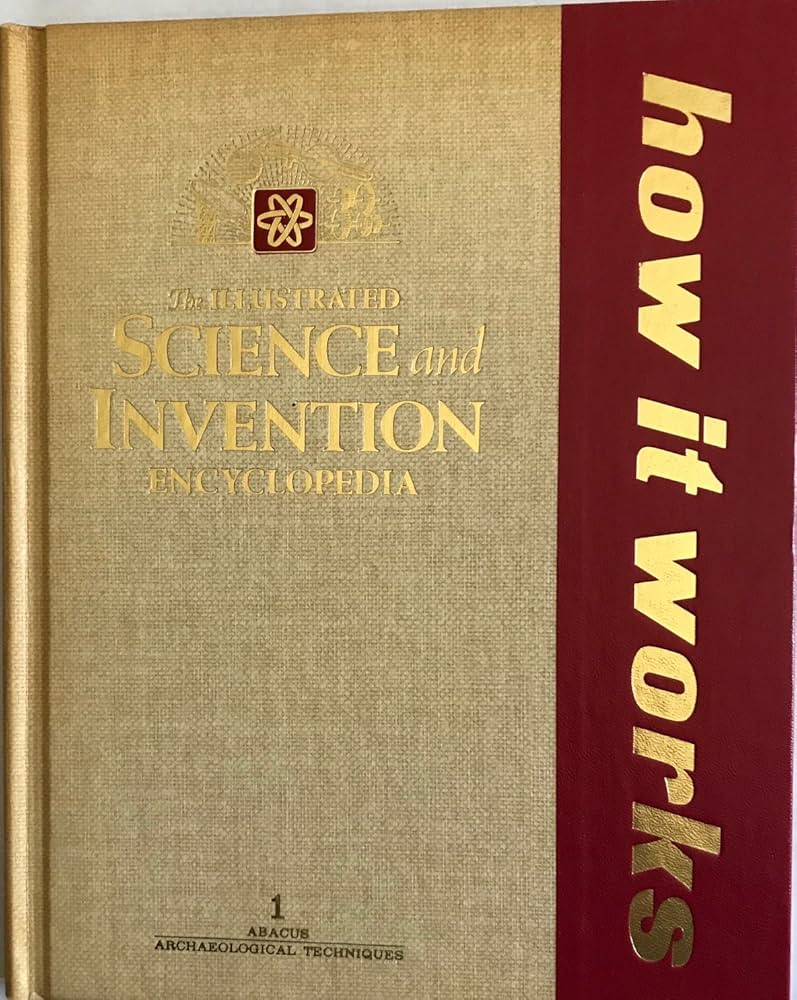 The ILLUSTRATED
SCIENCE and
INVENTION
ENCYCLOPEDIA
how it works
1
ABACUS
ARCHAEOLOGICAL TECHNIQUES